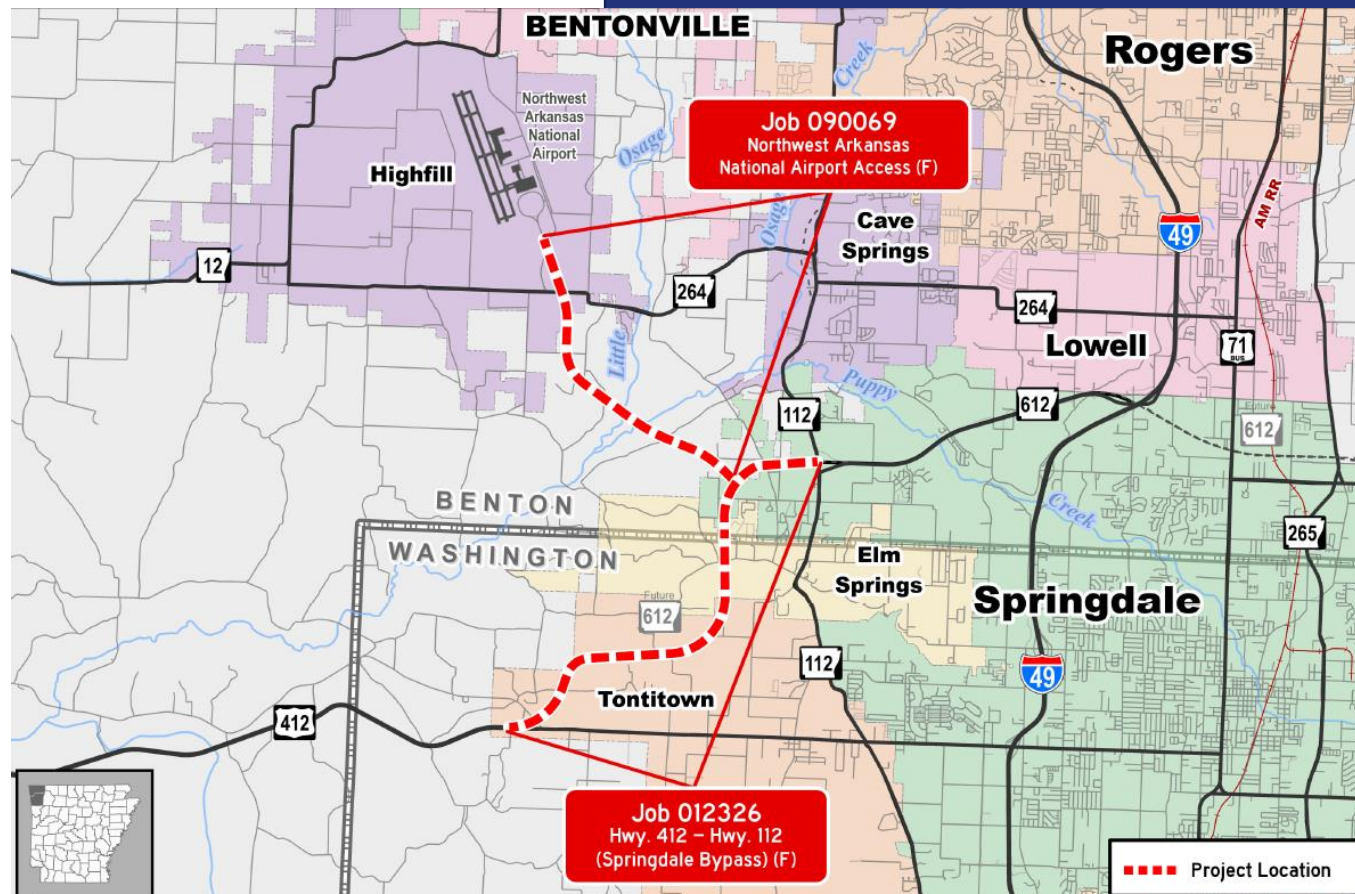 BENTONVILLE
Rogers
Creek
Northwest
Arkansas
National
Airport
Osage
Job 090069
Northwest Arkansas
National Airport Access (F)
Highfill
Osage
Cave
Springs
49
AM RR
12
264
264
Lowell
71
BUS
Little
Puppy
112
612
Future
612
BENTON
WASHINGTON
Creek
265
Elm
Springs
Future
612
Springdale
112
49
Tontitown
412
Job 012326
Hwy. 412 – Hwy. 112
(Springdale Bypass) (F)
Project Location